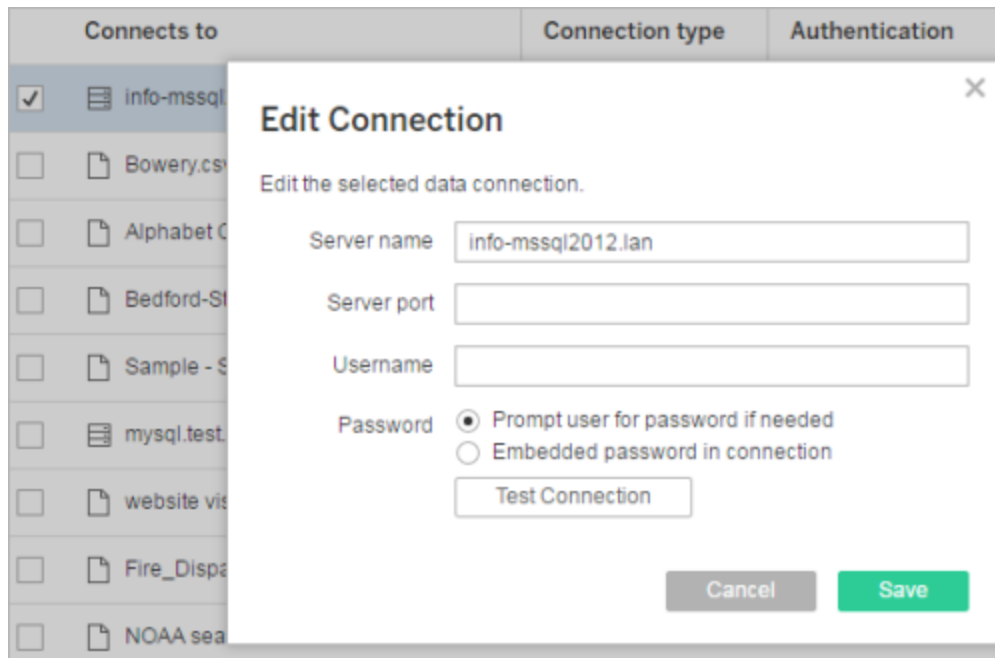 Connects to Connection type Authentication
info-mssql
Edit Connection
Bowery.cs
Edit the selected data connection.
Alphabet
Server name info-mssql2012.lan
Bedford-St
Server port
Sample - S
Username
mysql.test.
Password Prompt user for password if needed
Embedded password in connection
website vis
Test Connection
Fire_Dispa
Cancel Save
NOAA sea